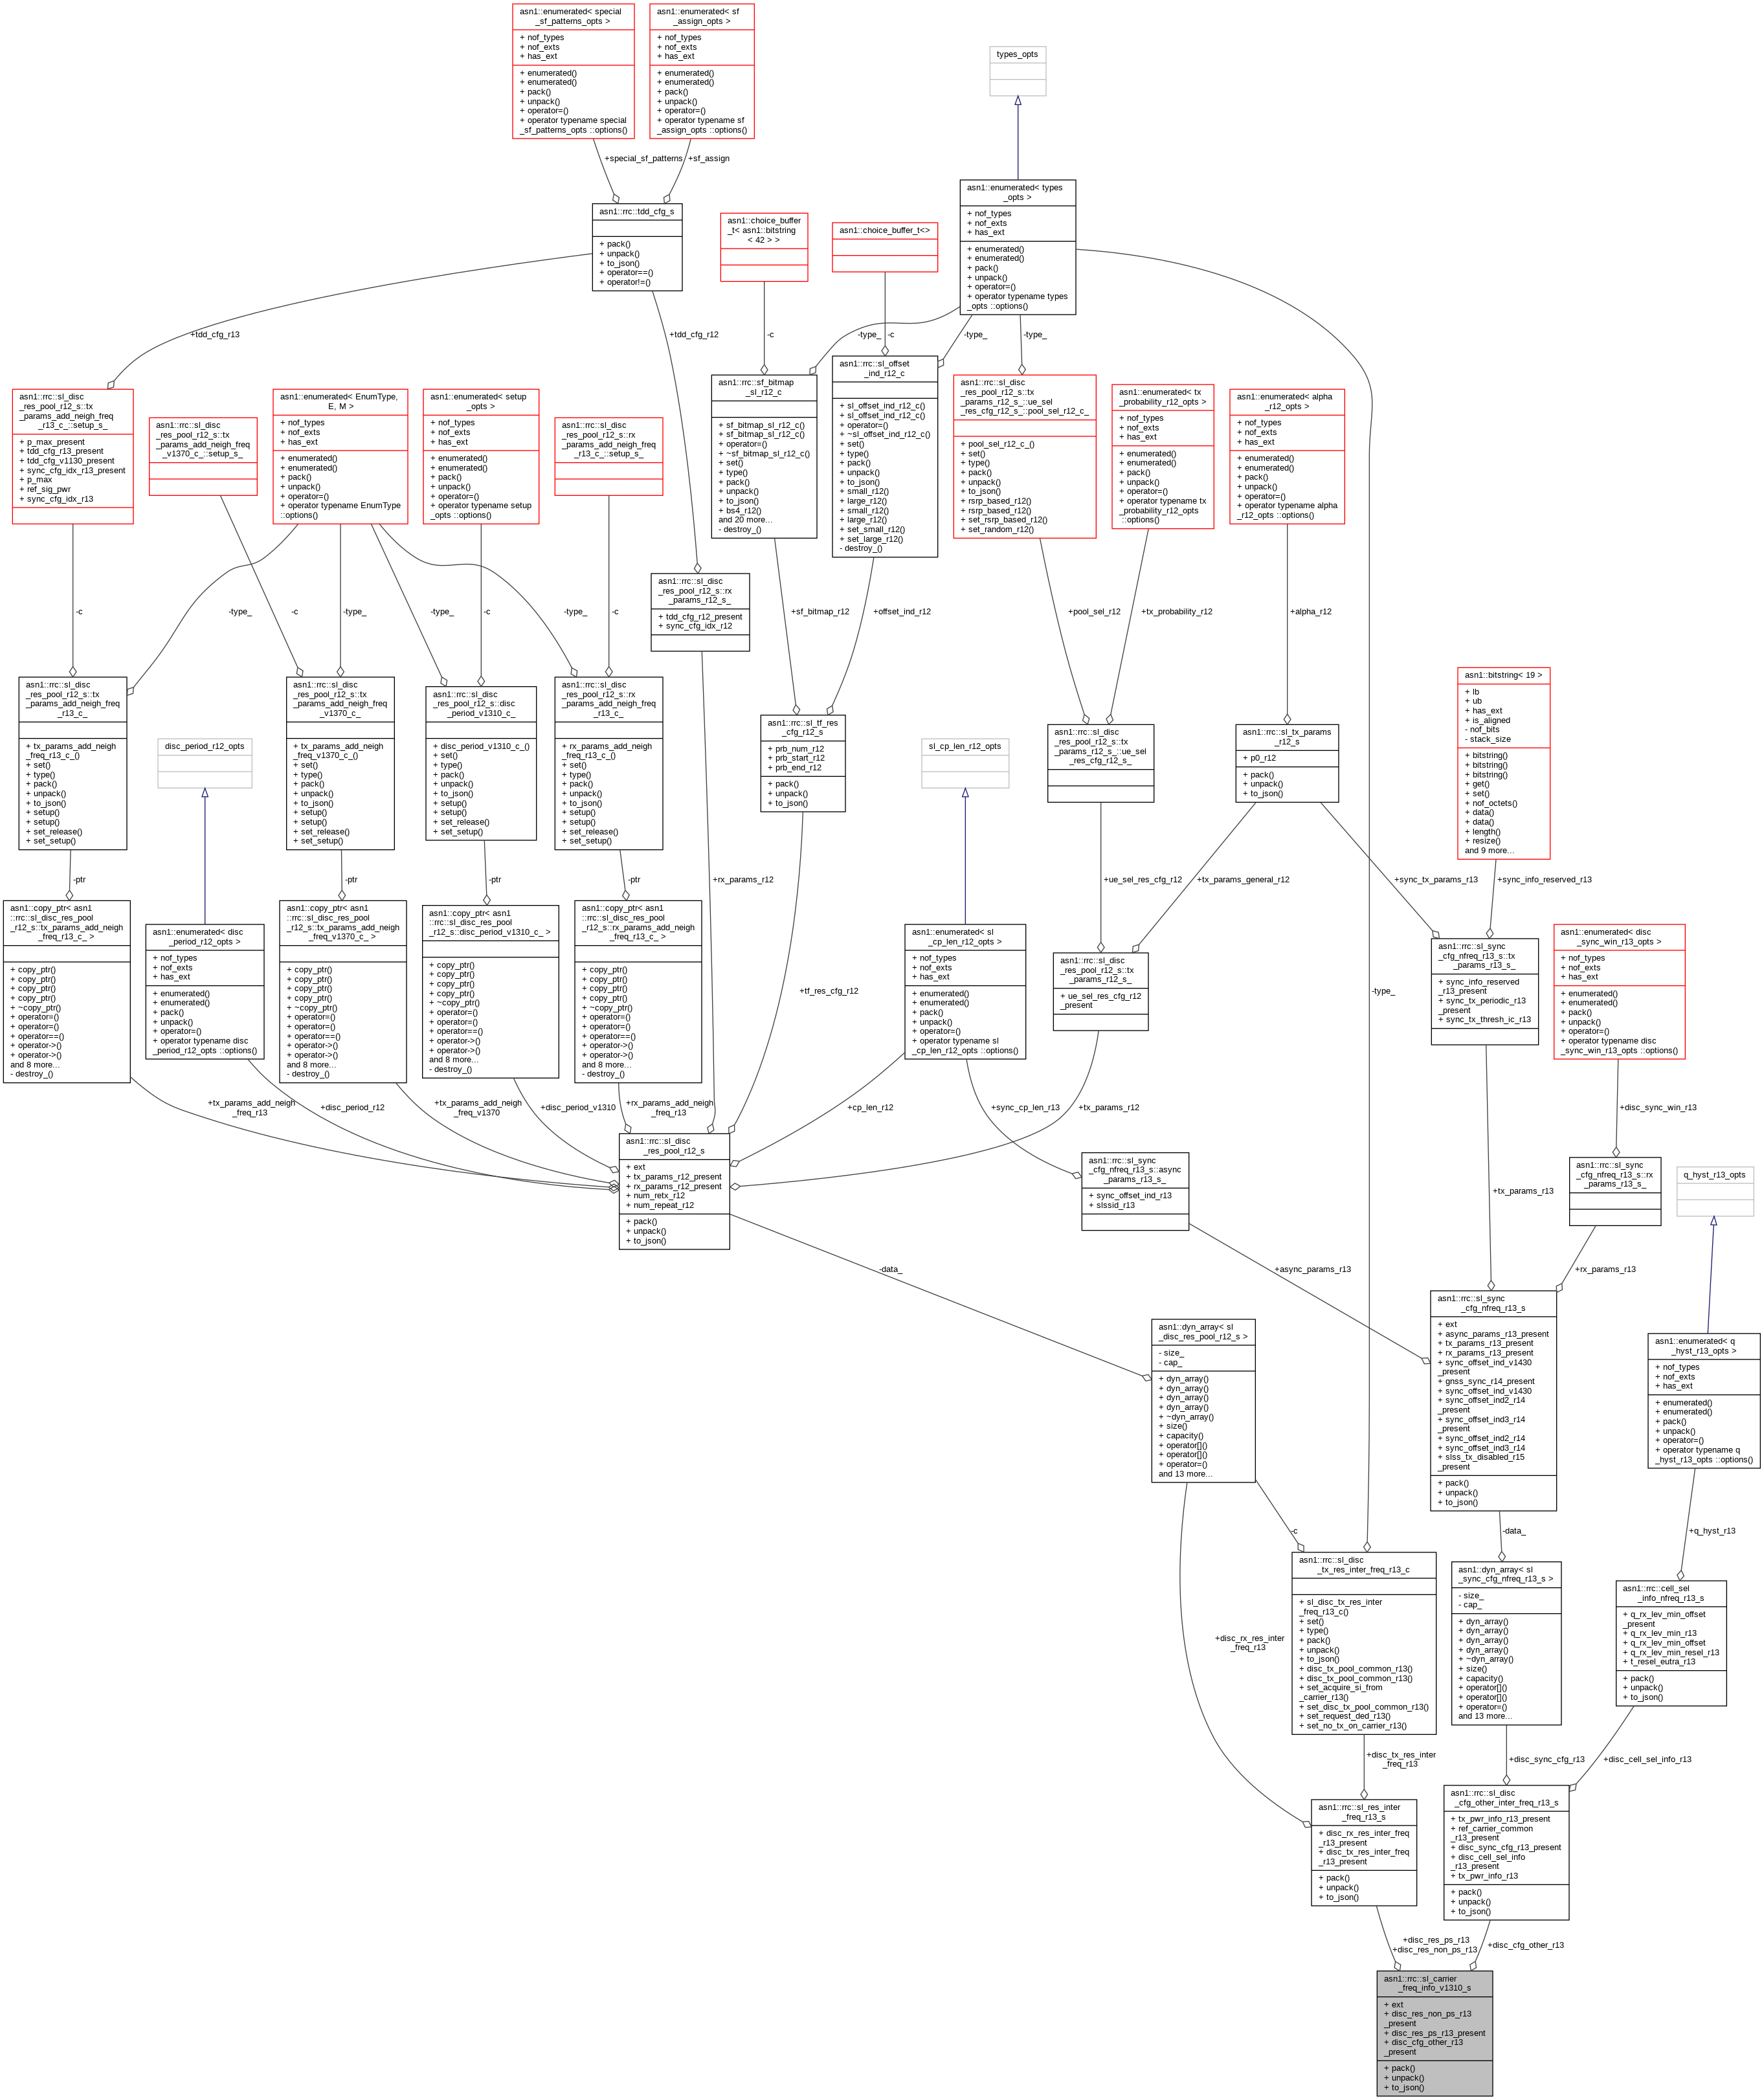 asn1::enumerated< special
_sf_patterns_opts >
+ nof_types
+ nof_exts
+ has_ext
+ enumerated()
+ enumerated()
+ pack()
+ unpack()
+ operator=()
+ operator typename special
_sf_patterns_opts ::options()
asn1::enumerated< sf
_assign_opts >
+ nof_types
+ nof_exts
+ has_ext
+ enumerated()
+ enumerated()
+ pack()
+ unpack()
+ operator=()
+ operator typename sf
_assign_opts ::options()
types_opts
+special_sf_patterns
+sf_assign
asn1::rrc::tdd_cfg_s
+ pack()
+ unpack()
+ to_json()
+ operator==()
+ operator!=()
asn1::choice_buffer
_t< asn1::bitstring
< 42 > >
asn1::choice_buffer_t<>
asn1::enumerated< types
_opts >
+ nof_types
+ nof_exts
+ has_ext
+ enumerated()
+ enumerated()
+ pack()
+ unpack()
+ operator=()
+ operator typename types
_opts ::options()
+tdd_cfg_r13
+tdd_cfg_r12
-c
-type_
-c
-type_
-type_
asn1::rrc::sl_disc
_res_pool_r12_s::tx
_params_add_neigh_freq
_r13_c_::setup_s_
+ p_max_present
+ tdd_cfg_r13_present
+ tdd_cfg_v1130_present
+ sync_cfg_idx_r13_present
+ p_max
+ ref_sig_pwr
+ sync_cfg_idx_r13
asn1::rrc::sl_disc
_res_pool_r12_s::tx
_params_add_neigh_freq
_v1370_c_::setup_s_
asn1::enumerated< EnumType,
E, M >
+ nof_types
+ nof_exts
+ has_ext
+ enumerated()
+ enumerated()
+ pack()
+ unpack()
+ operator=()
+ operator typename EnumType
::options()
asn1::enumerated< setup
_opts >
+ nof_types
+ nof_exts
+ has_ext
+ enumerated()
+ enumerated()
+ pack()
+ unpack()
+ operator=()
+ operator typename setup
_opts ::options()
asn1::rrc::sl_disc
_res_pool_r12_s::rx
_params_add_neigh_freq
_r13_c_::setup_s_
asn1::rrc::sf_bitmap
_sl_r12_c
+ sf_bitmap_sl_r12_c()
+ sf_bitmap_sl_r12_c()
+ operator=()
+ ~sf_bitmap_sl_r12_c()
+ set()
+ type()
+ pack()
+ unpack()
+ to_json()
+ bs4_r12()
and 20 more...
- destroy_()
asn1::rrc::sl_offset
_ind_r12_c
+ sl_offset_ind_r12_c()
+ sl_offset_ind_r12_c()
+ operator=()
+ ~sl_offset_ind_r12_c()
+ set()
+ type()
+ pack()
+ unpack()
+ to_json()
+ small_r12()
+ large_r12()
+ small_r12()
+ large_r12()
+ set_small_r12()
+ set_large_r12()
- destroy_()
asn1::rrc::sl_disc
_res_pool_r12_s::tx
_params_r12_s_::ue_sel
_res_cfg_r12_s_::pool_sel_r12_c_
+ pool_sel_r12_c_()
+ set()
+ type()
+ pack()
+ unpack()
+ to_json()
+ rsrp_based_r12()
+ rsrp_based_r12()
+ set_rsrp_based_r12()
+ set_random_r12()
asn1::enumerated< tx
_probability_r12_opts >
+ nof_types
+ nof_exts
+ has_ext
+ enumerated()
+ enumerated()
+ pack()
+ unpack()
+ operator=()
+ operator typename tx
_probability_r12_opts
::options()
asn1::enumerated< alpha
_r12_opts >
+ nof_types
+ nof_exts
+ has_ext
+ enumerated()
+ enumerated()
+ pack()
+ unpack()
+ operator=()
+ operator typename alpha
_r12_opts ::options()
asn1::rrc::sl_disc
_res_pool_r12_s::rx
_params_r12_s_
+ tdd_cfg_r12_present
+ sync_cfg_idx_r12
-c
-type_
-c
-type_
-type_
-c
-type_
-c
+sf_bitmap_r12
+offset_ind_r12
+pool_sel_r12
+tx_probability_r12
+alpha_r12
asn1::rrc::sl_disc
_res_pool_r12_s::tx
_params_add_neigh_freq
_r13_c_
+ tx_params_add_neigh
_freq_r13_c_()
+ set()
+ type()
+ pack()
+ unpack()
+ to_json()
+ setup()
+ setup()
+ set_release()
+ set_setup()
disc_period_r12_opts
asn1::rrc::sl_disc
_res_pool_r12_s::tx
_params_add_neigh_freq
_v1370_c_
+ tx_params_add_neigh
_freq_v1370_c_()
+ set()
+ type()
+ pack()
+ unpack()
+ to_json()
+ setup()
+ setup()
+ set_release()
+ set_setup()
asn1::rrc::sl_disc
_res_pool_r12_s::disc
_period_v1310_c_
+ disc_period_v1310_c_()
+ set()
+ type()
+ pack()
+ unpack()
+ to_json()
+ setup()
+ setup()
+ set_release()
+ set_setup()
asn1::rrc::sl_disc
_res_pool_r12_s::rx
_params_add_neigh_freq
_r13_c_
+ rx_params_add_neigh
_freq_r13_c_()
+ set()
+ type()
+ pack()
+ unpack()
+ to_json()
+ setup()
+ setup()
+ set_release()
+ set_setup()
asn1::rrc::sl_tf_res
_cfg_r12_s
+ prb_num_r12
+ prb_start_r12
+ prb_end_r12
+ pack()
+ unpack()
+ to_json()
sl_cp_len_r12_opts
asn1::rrc::sl_disc
_res_pool_r12_s::tx
_params_r12_s_::ue_sel
_res_cfg_r12_s_
asn1::rrc::sl_tx_params
_r12_s
+ p0_r12
+ pack()
+ unpack()
+ to_json()
asn1::bitstring< 19 >
+ lb
+ ub
+ has_ext
+ is_aligned
- nof_bits
- stack_size
+ bitstring()
+ bitstring()
+ bitstring()
+ get()
+ set()
+ nof_octets()
+ data()
+ data()
+ length()
+ resize()
and 9 more...
-ptr
-ptr
-ptr
-ptr
+rx_params_r12
+ue_sel_res_cfg_r12
+tx_params_general_r12
+sync_tx_params_r13
+sync_info_reserved_r13
asn1::copy_ptr< asn1
::rrc::sl_disc_res_pool
_r12_s::tx_params_add_neigh
_freq_r13_c_ >
+ copy_ptr()
+ copy_ptr()
+ copy_ptr()
+ copy_ptr()
+ ~copy_ptr()
+ operator=()
+ operator=()
+ operator==()
+ operator->()
+ operator->()
and 8 more...
- destroy_()
asn1::enumerated< disc
_period_r12_opts >
+ nof_types
+ nof_exts
+ has_ext
+ enumerated()
+ enumerated()
+ pack()
+ unpack()
+ operator=()
+ operator typename disc
_period_r12_opts ::options()
asn1::copy_ptr< asn1
::rrc::sl_disc_res_pool
_r12_s::tx_params_add_neigh
_freq_v1370_c_ >
+ copy_ptr()
+ copy_ptr()
+ copy_ptr()
+ copy_ptr()
+ ~copy_ptr()
+ operator=()
+ operator=()
+ operator==()
+ operator->()
+ operator->()
and 8 more...
- destroy_()
asn1::copy_ptr< asn1
::rrc::sl_disc_res_pool
_r12_s::disc_period_v1310_c_ >
+ copy_ptr()
+ copy_ptr()
+ copy_ptr()
+ copy_ptr()
+ ~copy_ptr()
+ operator=()
+ operator=()
+ operator==()
+ operator->()
+ operator->()
and 8 more...
- destroy_()
asn1::copy_ptr< asn1
::rrc::sl_disc_res_pool
_r12_s::rx_params_add_neigh
_freq_r13_c_ >
+ copy_ptr()
+ copy_ptr()
+ copy_ptr()
+ copy_ptr()
+ ~copy_ptr()
+ operator=()
+ operator=()
+ operator==()
+ operator->()
+ operator->()
and 8 more...
- destroy_()
+tf_res_cfg_r12
asn1::enumerated< sl
_cp_len_r12_opts >
+ nof_types
+ nof_exts
+ has_ext
+ enumerated()
+ enumerated()
+ pack()
+ unpack()
+ operator=()
+ operator typename sl
_cp_len_r12_opts ::options()
asn1::rrc::sl_disc
_res_pool_r12_s::tx
_params_r12_s_
+ ue_sel_res_cfg_r12
_present
-type_
asn1::rrc::sl_sync
_cfg_nfreq_r13_s::tx
_params_r13_s_
+ sync_info_reserved
_r13_present
+ sync_tx_periodic_r13
_present
+ sync_tx_thresh_ic_r13
asn1::enumerated< disc
_sync_win_r13_opts >
+ nof_types
+ nof_exts
+ has_ext
+ enumerated()
+ enumerated()
+ pack()
+ unpack()
+ operator=()
+ operator typename disc
_sync_win_r13_opts ::options()
+tx_params_add_neigh
_freq_r13
+disc_period_r12
+tx_params_add_neigh
_freq_v1370
+disc_period_v1310
+rx_params_add_neigh
_freq_r13
+cp_len_r12
+sync_cp_len_r13
+tx_params_r12
+disc_sync_win_r13
asn1::rrc::sl_disc
_res_pool_r12_s
+ ext
+ tx_params_r12_present
+ rx_params_r12_present
+ num_retx_r12
+ num_repeat_r12
+ pack()
+ unpack()
+ to_json()
asn1::rrc::sl_sync
_cfg_nfreq_r13_s::async
_params_r13_s_
+ sync_offset_ind_r13
+ slssid_r13
+tx_params_r13
asn1::rrc::sl_sync
_cfg_nfreq_r13_s::rx
_params_r13_s_
q_hyst_r13_opts
-data_
+async_params_r13
+rx_params_r13
asn1::dyn_array< sl
_disc_res_pool_r12_s >
- size_
- cap_
+ dyn_array()
+ dyn_array()
+ dyn_array()
+ dyn_array()
+ ~dyn_array()
+ size()
+ capacity()
+ operator[]()
+ operator[]()
+ operator=()
and 13 more...
asn1::rrc::sl_sync
_cfg_nfreq_r13_s
+ ext
+ async_params_r13_present
+ tx_params_r13_present
+ rx_params_r13_present
+ sync_offset_ind_v1430
_present
+ gnss_sync_r14_present
+ sync_offset_ind_v1430
+ sync_offset_ind2_r14
_present
+ sync_offset_ind3_r14
_present
+ sync_offset_ind2_r14
+ sync_offset_ind3_r14
+ slss_tx_disabled_r15
_present
+ pack()
+ unpack()
+ to_json()
asn1::enumerated< q
_hyst_r13_opts >
+ nof_types
+ nof_exts
+ has_ext
+ enumerated()
+ enumerated()
+ pack()
+ unpack()
+ operator=()
+ operator typename q
_hyst_r13_opts ::options()
-c
-data_
+q_hyst_r13
asn1::rrc::sl_disc
_tx_res_inter_freq_r13_c
+ sl_disc_tx_res_inter
_freq_r13_c()
+ set()
+ type()
+ pack()
+ unpack()
+ to_json()
+ disc_tx_pool_common_r13()
+ disc_tx_pool_common_r13()
+ set_acquire_si_from
_carrier_r13()
+ set_disc_tx_pool_common_r13()
+ set_request_ded_r13()
+ set_no_tx_on_carrier_r13()
asn1::dyn_array< sl
_sync_cfg_nfreq_r13_s >
- size_
- cap_
+ dyn_array()
+ dyn_array()
+ dyn_array()
+ dyn_array()
+ ~dyn_array()
+ size()
+ capacity()
+ operator[]()
+ operator[]()
+ operator=()
and 13 more...
asn1::rrc::cell_sel
_info_nfreq_r13_s
+ q_rx_lev_min_offset
_present
+ q_rx_lev_min_r13
+ q_rx_lev_min_offset
+ q_rx_lev_min_resel_r13
+ t_resel_eutra_r13
+ pack()
+ unpack()
+ to_json()
+disc_rx_res_inter
_freq_r13
+disc_tx_res_inter
_freq_r13
+disc_sync_cfg_r13
+disc_cell_sel_info_r13
asn1::rrc::sl_res_inter
_freq_r13_s
+ disc_rx_res_inter_freq
_r13_present
+ disc_tx_res_inter_freq
_r13_present
+ pack()
+ unpack()
+ to_json()
asn1::rrc::sl_disc
_cfg_other_inter_freq_r13_s
+ tx_pwr_info_r13_present
+ ref_carrier_common
_r13_present
+ disc_sync_cfg_r13_present
+ disc_cell_sel_info
_r13_present
+ tx_pwr_info_r13
+ pack()
+ unpack()
+ to_json()
+disc_res_ps_r13
+disc_res_non_ps_r13
+disc_cfg_other_r13
asn1::rrc::sl_carrier
_freq_info_v1310_s
+ ext
+ disc_res_non_ps_r13
_present
+ disc_res_ps_r13_present
+ disc_cfg_other_r13
_present
+ pack()
+ unpack()
+ to_json()